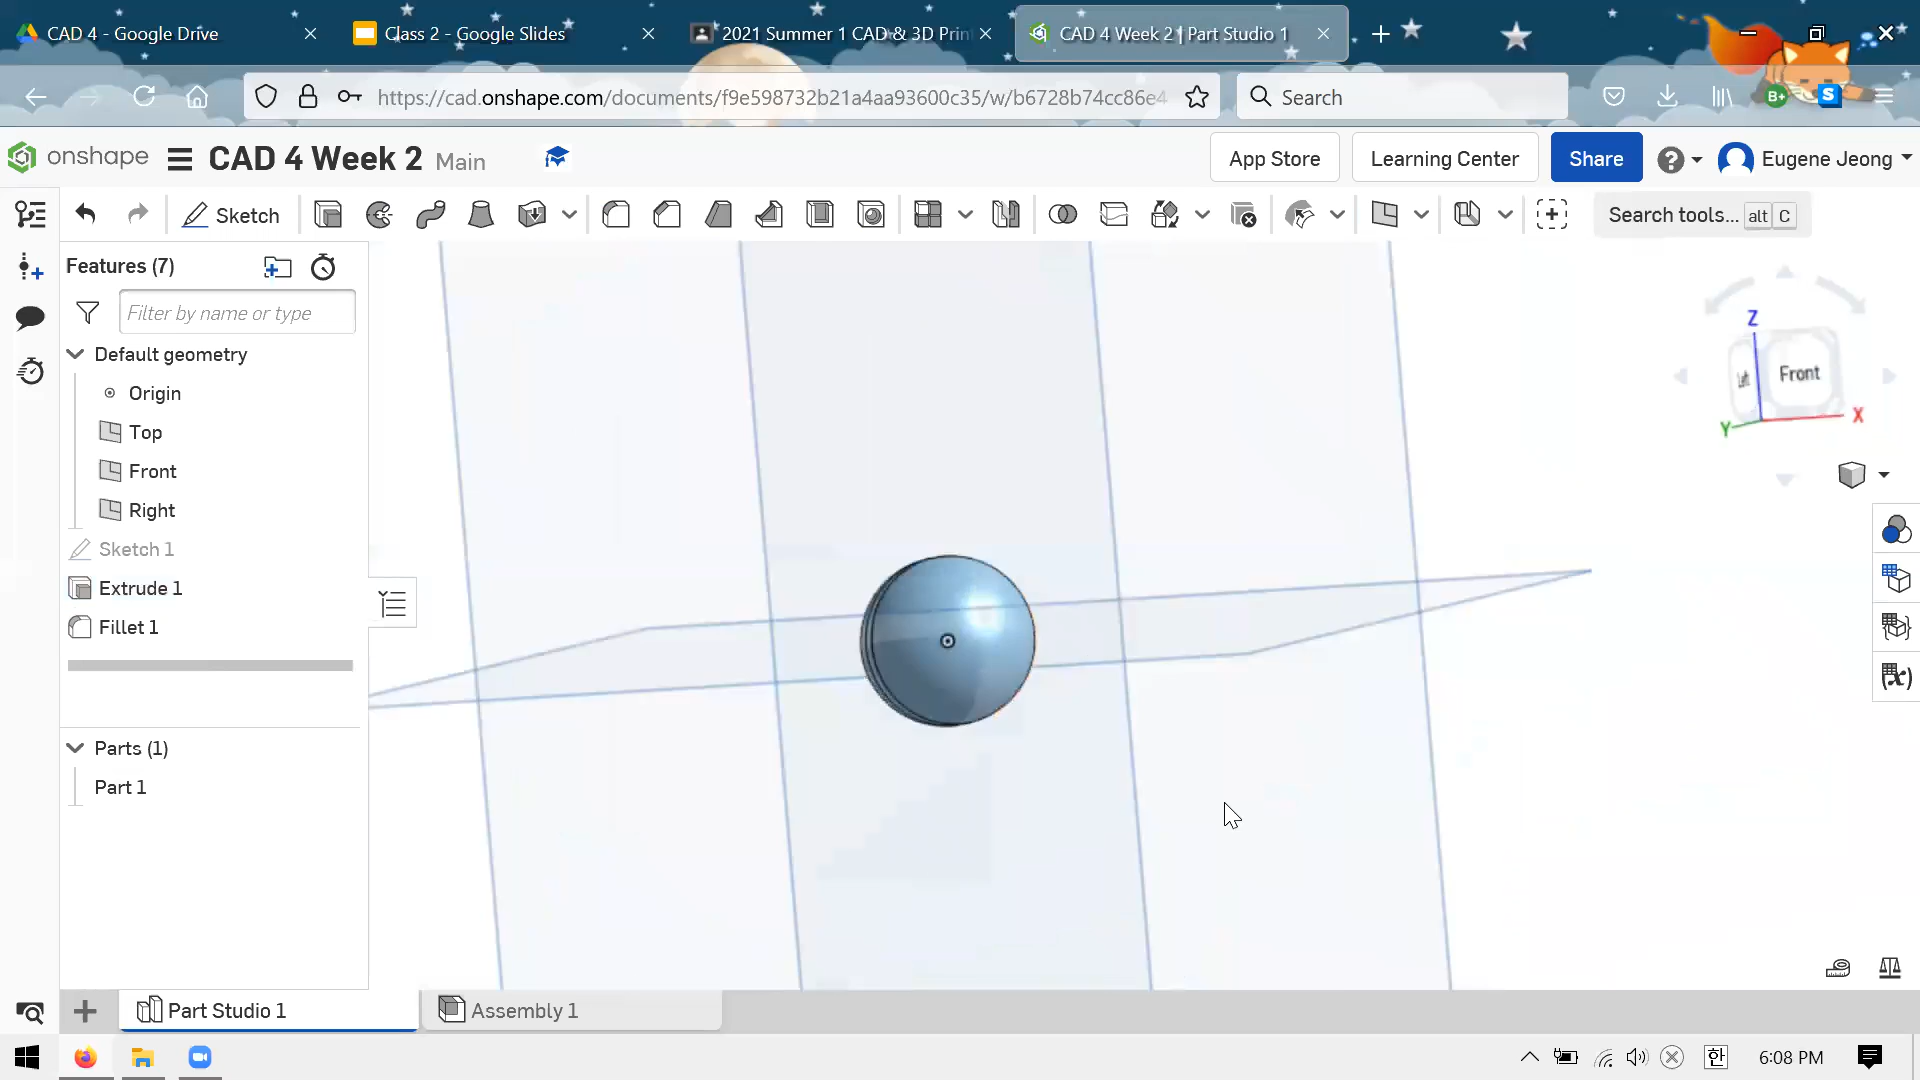 CAD 4 - Google Drive
Class 2 - Google Slides
2021 Summer 1 CAD & 3D Prin
CAD 4 Week 2 | Part Studio 1
https://cad.onshape.com/documents/f9e598732b21a4aa93600c35/w/b6728b74cc86e4
Search
B+
S
onshape
CAD 4 Week 2 Main
App Store
Learning Center
Share
Eugene Jeong
Sketch
Search tools... alt C
Features (7)
Filter by name or type
Default geometry
Origin
Top
Front
Right
Sketch 1
Extrude 1
Fillet 1
Parts (1)
Part 1
Z
Left
Front
X
Y
(x)
Part Studio 1
Assembly 1
한
6:08 PM